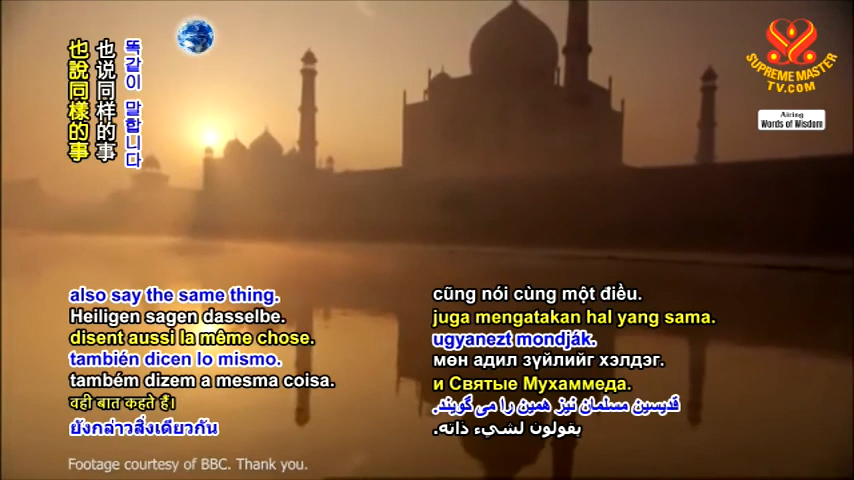 也說同樣的事
也说同样的事
똑같이 말합니다
SUPREME MASTER
TV.COM
Airing
Words of Wisdom
also say the same thing.
Heiligen sagen dasselbe.
disent aussi la même chose.
también dicen lo mismo.
também dizem a mesma coisa.
वही बात कहते हैं।
ยังกล่าวสิ่งเดียวกัน
cũng nói cùng một điều.
juga mengatakan hal yang sama.
ugyanezt mondják.
мөн адил зүйлийг хэлдэг.
и Святые Мухаммеда.
قدیسین مسلمان نیز همین را می گویند.
يقولون لشيء ذاته.
Footage courtesy of BBC. Thank you.